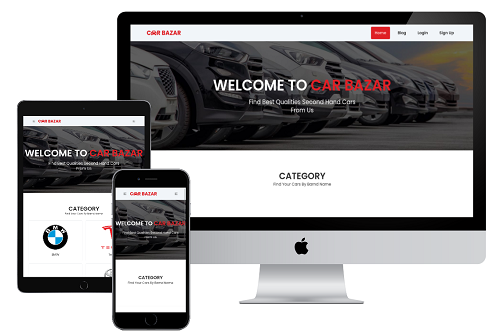 CAR BAZAR
Home
Blog
Login
Sign Up
WELCOME TO CAR BAZAR
Find Best Qualities Second Hand Cars
From Us
CATEGORY
Find Your Cars By Barnd Name
CAR BAZAR
WELCOME TO CAR BAZAR
Find Best Qualities Second Hand Cars
From Us
CATEGORY
Find Your Cars By Barnd Name
BMW
CAR BAZAR
WELCOME TO CAR BAZAR
Find Best Qualities Second Hand Cars
From Us
CATEGORY
Find Your Cars By Barnd Name